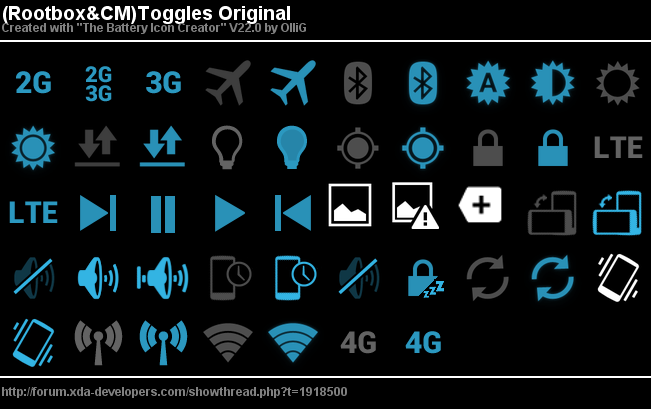 (Rootbox&CM)Toggles Original
Created with "The Battery Icon Creator" V22.0 by OlliG
2G 2G 3G A
3G
LTE
LTE
zzz
4G 4G
http://forum.xda-developers.com/showthread.php?t=1918500